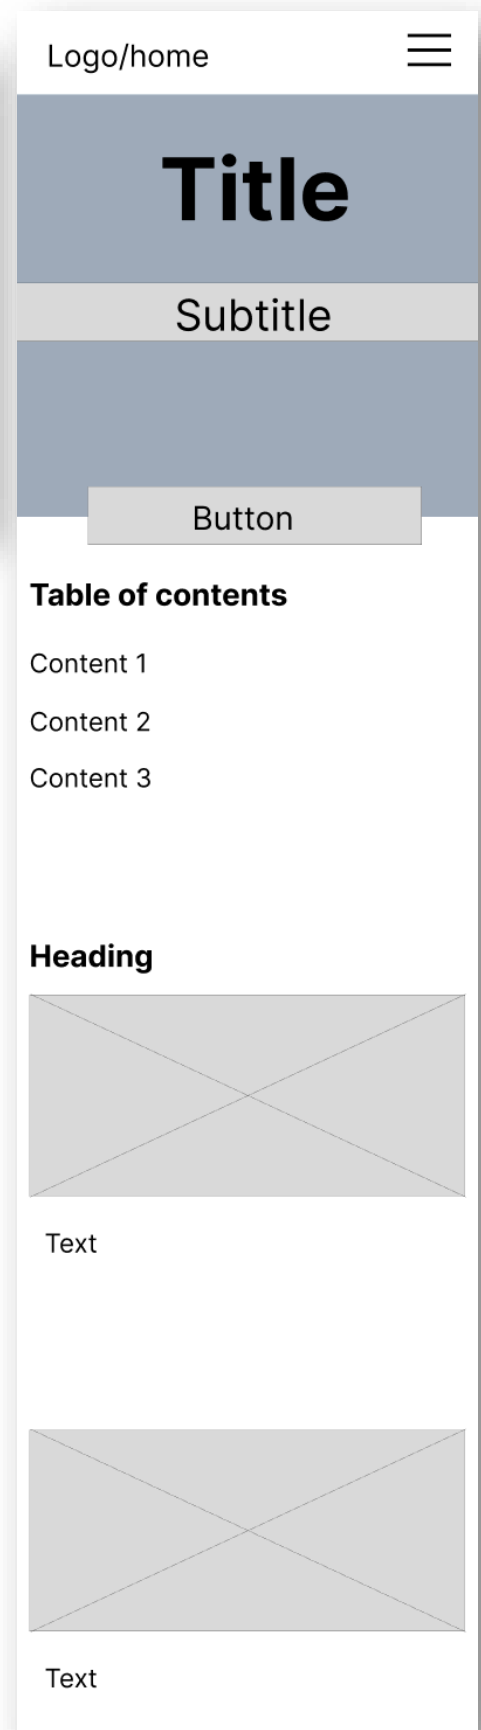 Logo/home
Title
Subtitle
Button
Table of contents
Content 1
Content 2
Content 3
Heading
Text
Text